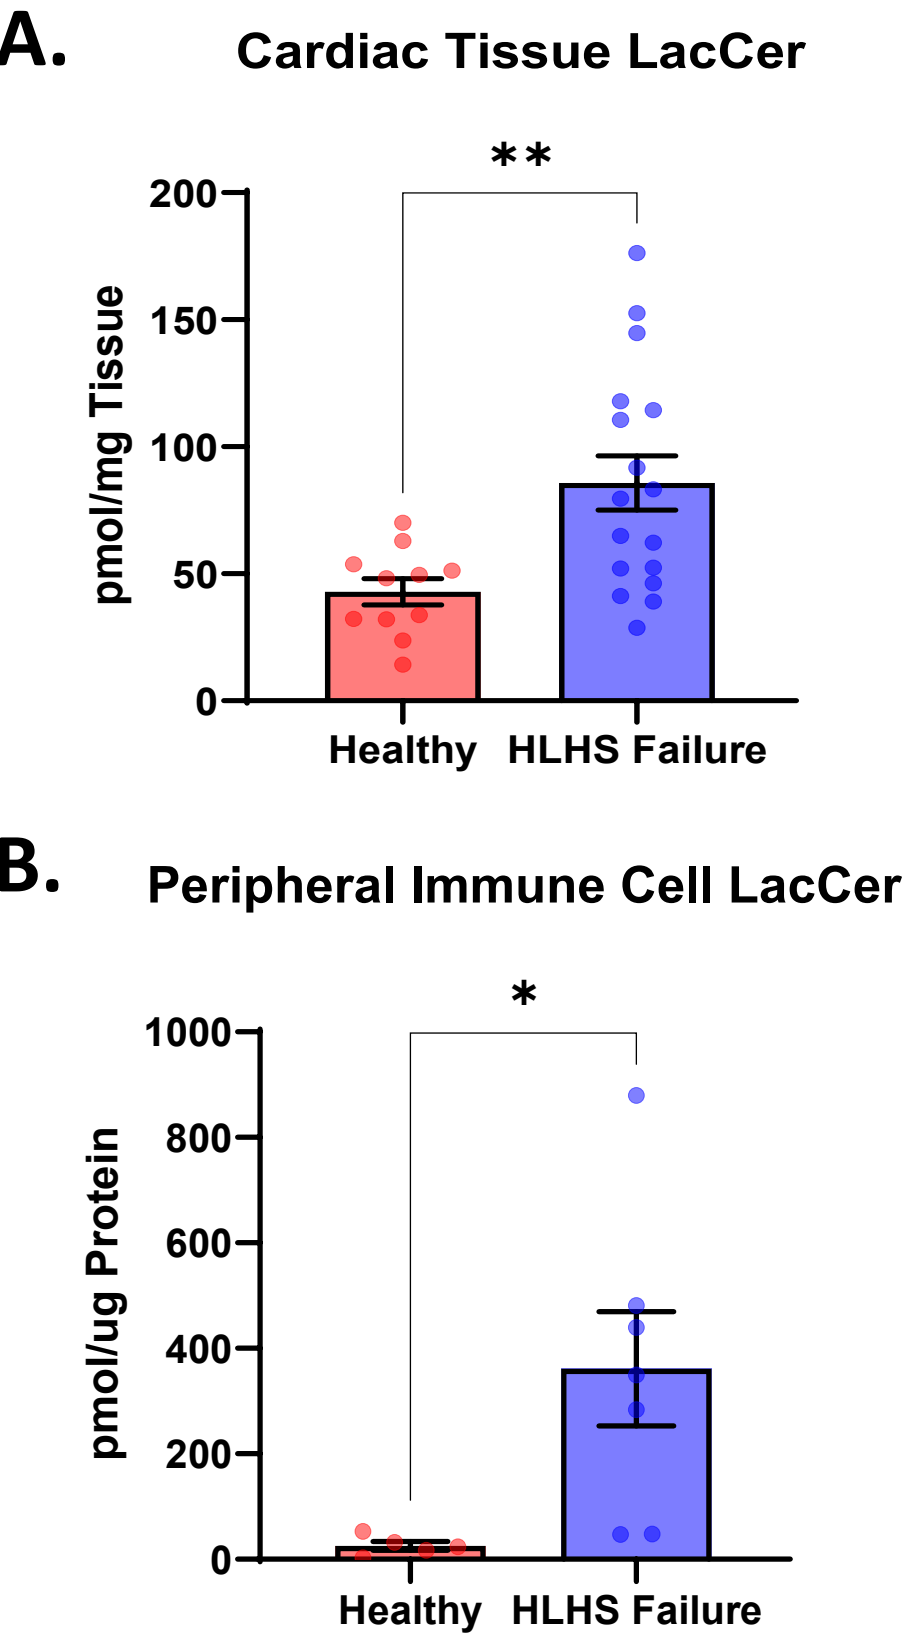 A.
Cardiac Tissue LacCer
**
200
150
100
50
0
pmol/mg Tissue
Healthy HLHS Failure
B.
Peripheral Immune Cell LacCer
*
1000
800
600
400
200
0
pmol/ug Protein
Healthy HLHS Failure